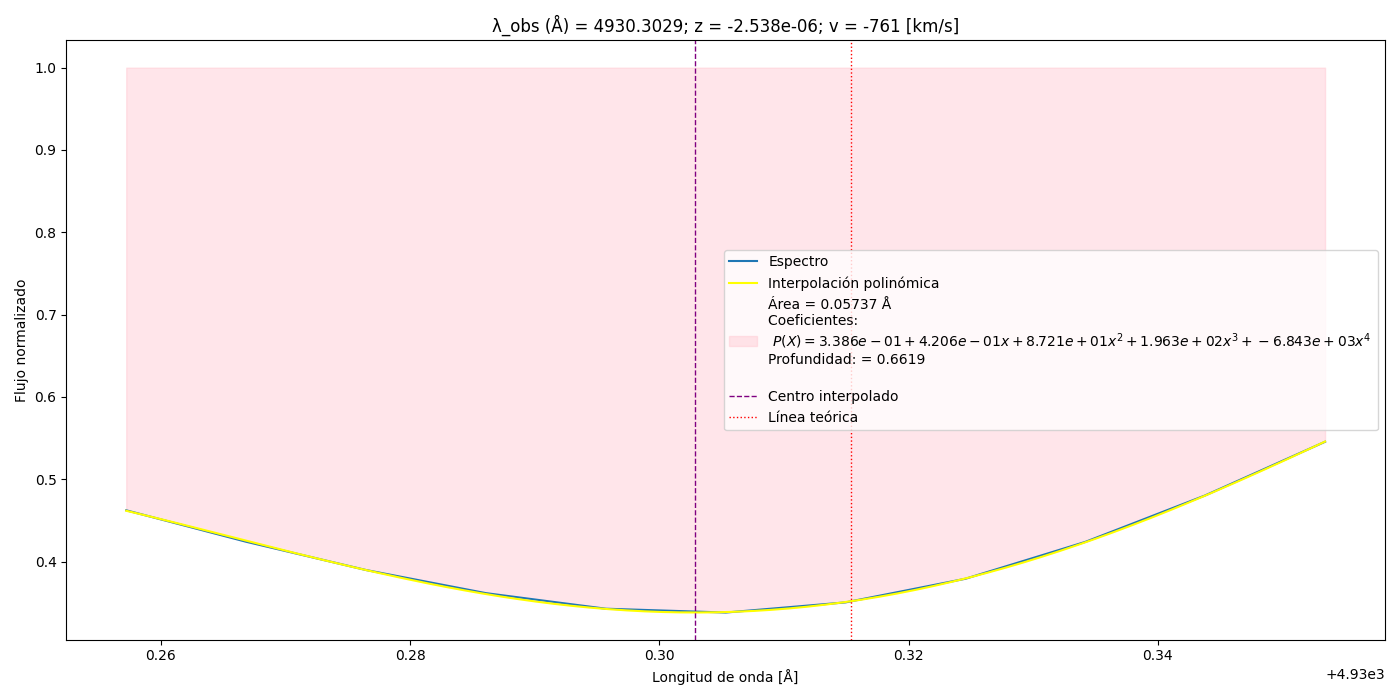 λ_obs (Å) = 4930.3029; z = -2.538e-06; v = -761 [km/s]
Flujo normalizado
1.0
0.9
0.8
0.7
0.6
0.5
0.4
Espectro
Interpolación polinómica
Área = 0.05737 Å
Coeficientes:
P(X) = 3.386e − 01 + 4.206e − 01x + 8.721e + 01x² + 1.963e + 02x³ + − 6.843e + 03x⁴
Profundidad: = 0.6619
Centro interpolado
Línea teórica
0.26
0.28
0.30
0.32
0.34
+4.93e3
Longitud de onda [Å]